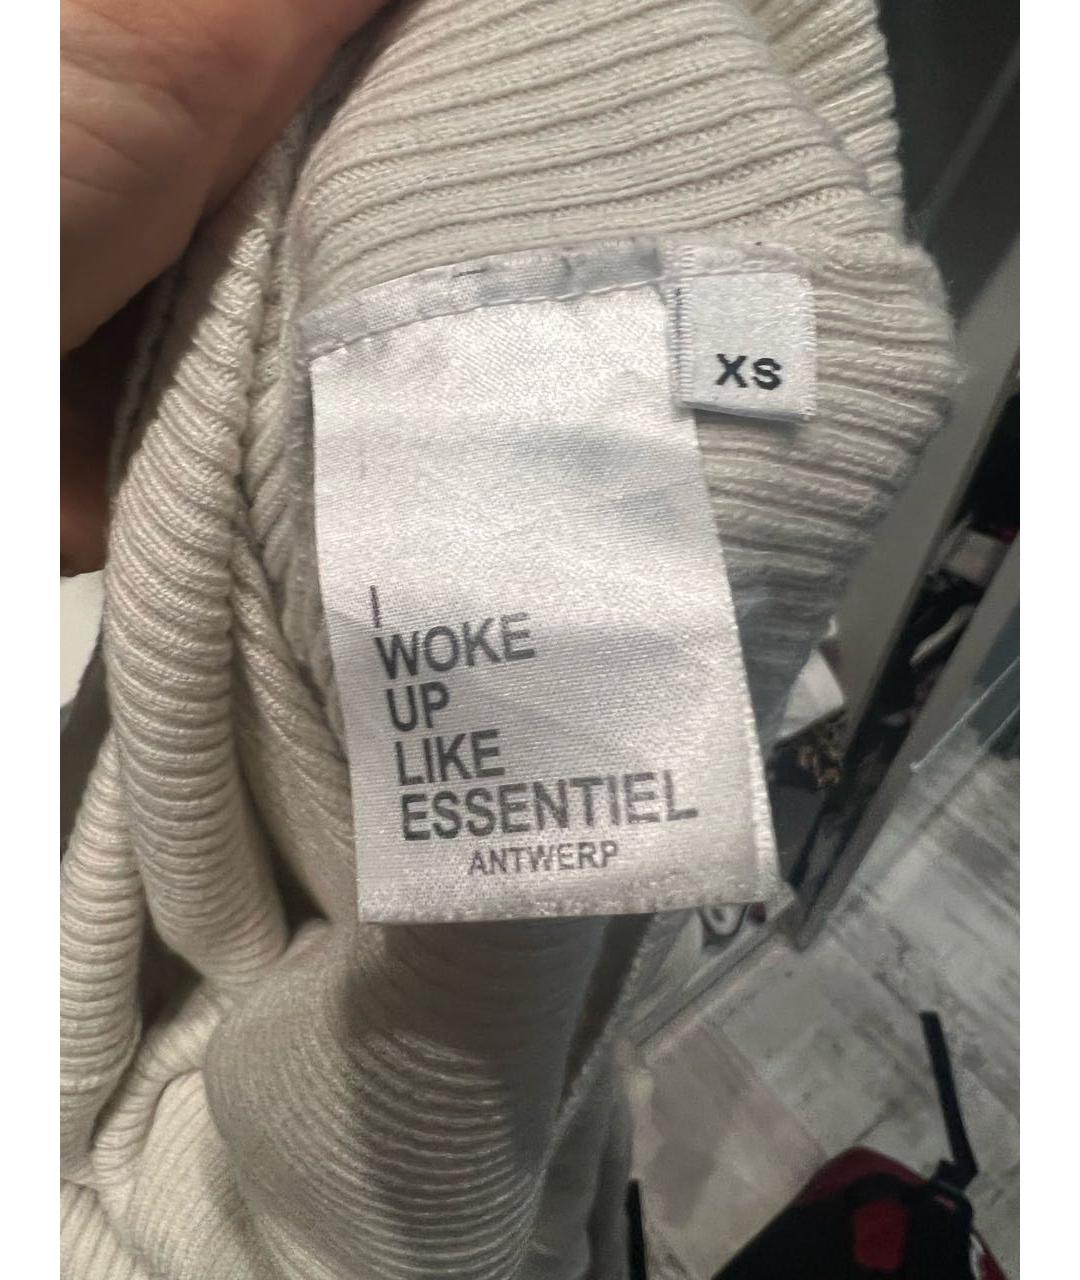 XS
I
WOKE
UP
LIKE
ESSENTIEL
ANTWERP